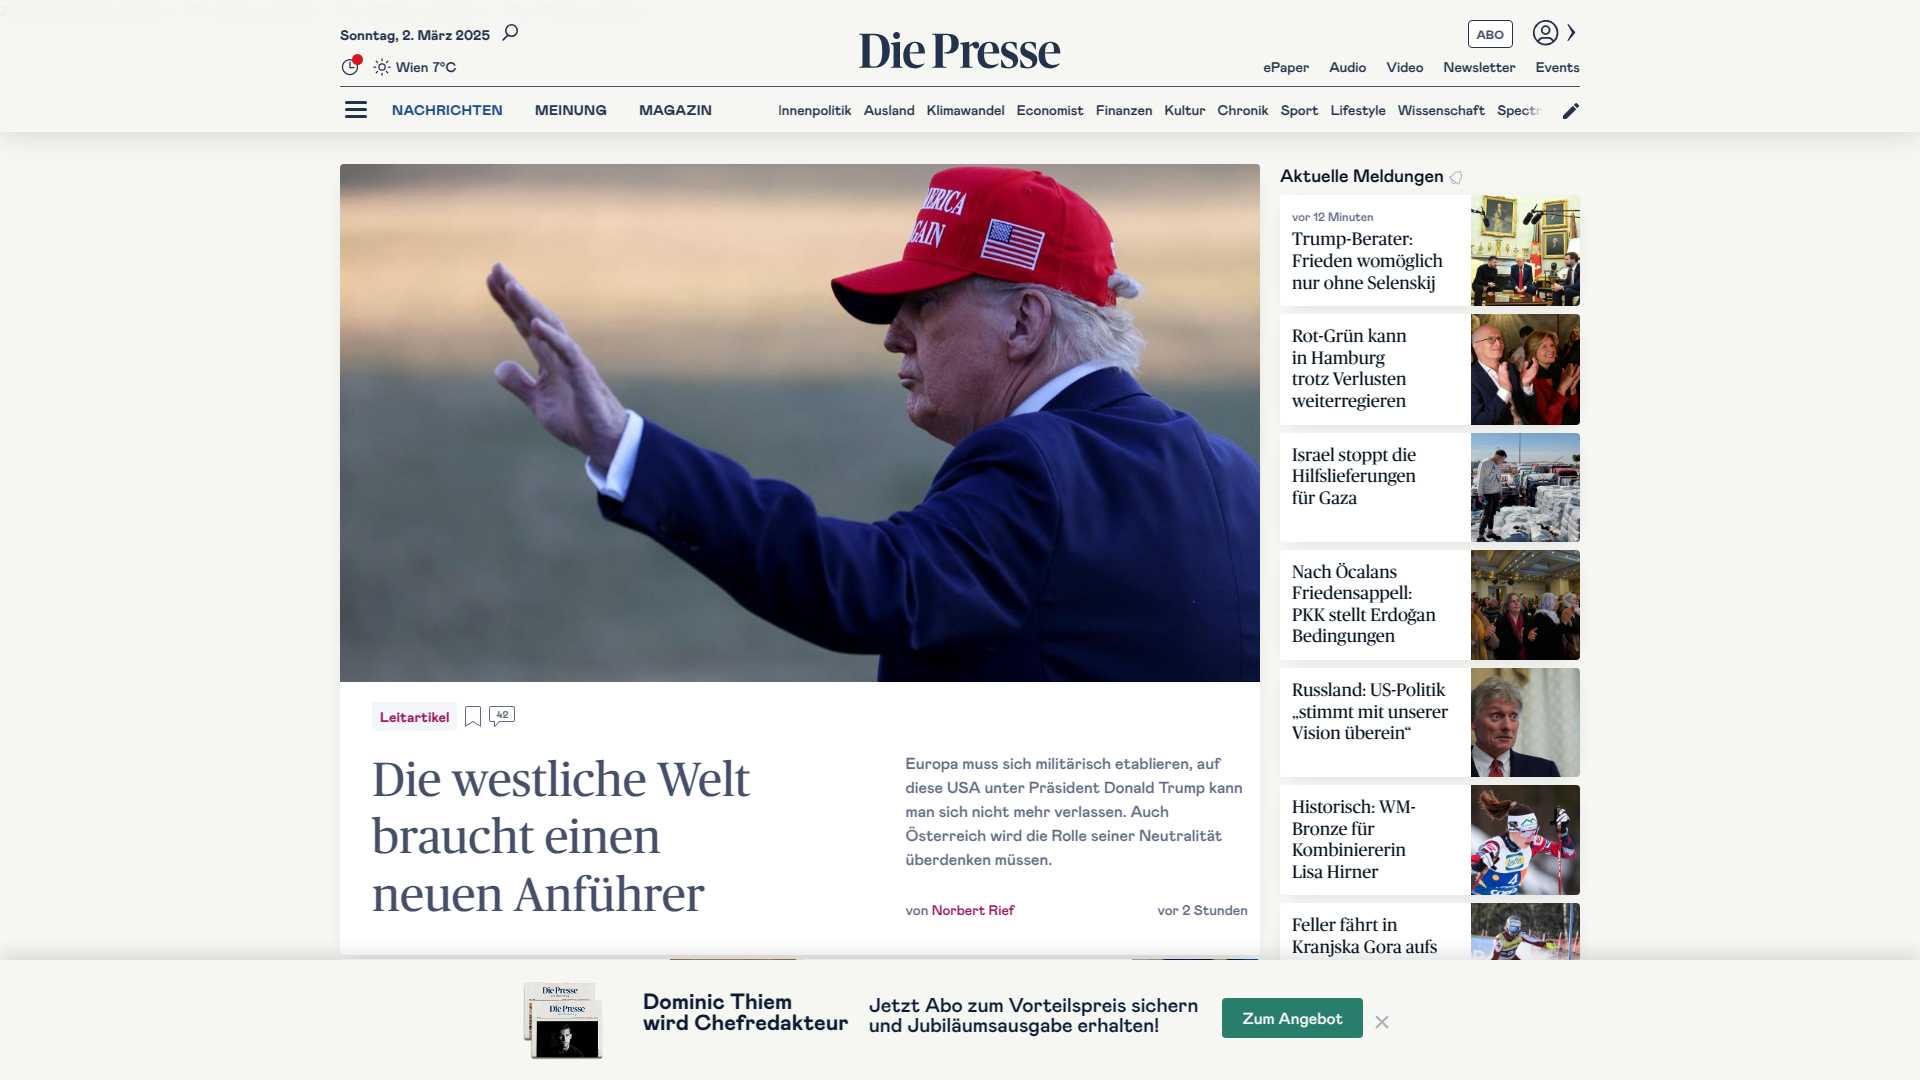 Sonntag, 2. März 2025
Wien 7°C
Die Presse
ABO
ePaper Audio Video Newsletter Events
NACHRICHTEN MEINUNG MAGAZIN
Innenpolitik Ausland Klimawandel Economist Finanzen Kultur Chronik Sport Lifestyle Wissenschaft Spectr
AGAIN
Leitartikel
42
Die westliche Welt
braucht einen
neuen Anführer
Europa muss sich militärisch etablieren, auf
diese USA unter Präsident Donald Trump kann
man sich nicht mehr verlassen. Auch
Österreich wird die Rolle seiner Neutralität
überdenken müssen.
von Norbert Rief
vor 2 Stunden
Aktuelle Meldungen
vor 12 Minuten
Trump-Berater:
Frieden womöglich
nur ohne Selenskij
Rot-Grün kann
in Hamburg
trotz Verlusten
weiterregieren
Israel stoppt die
Hilfslieferungen
für Gaza
Nach Öcalans
Friedensappell:
PKK stellt Erdoğan
Bedingungen
Russland: US-Politik
„stimmt mit unserer
Vision überein“
Historisch: WM-
Bronze für
Kombiniererin
Lisa Hirner
4
Feller fährt in
Kranjska Gora aufs
Die Presse
Die Presse
Dominic Thiem
wird Chefredakteur
Jetzt Abo zum Vorteilspreis sichern
und Jubiläumsausgabe erhalten!
Zum Angebot